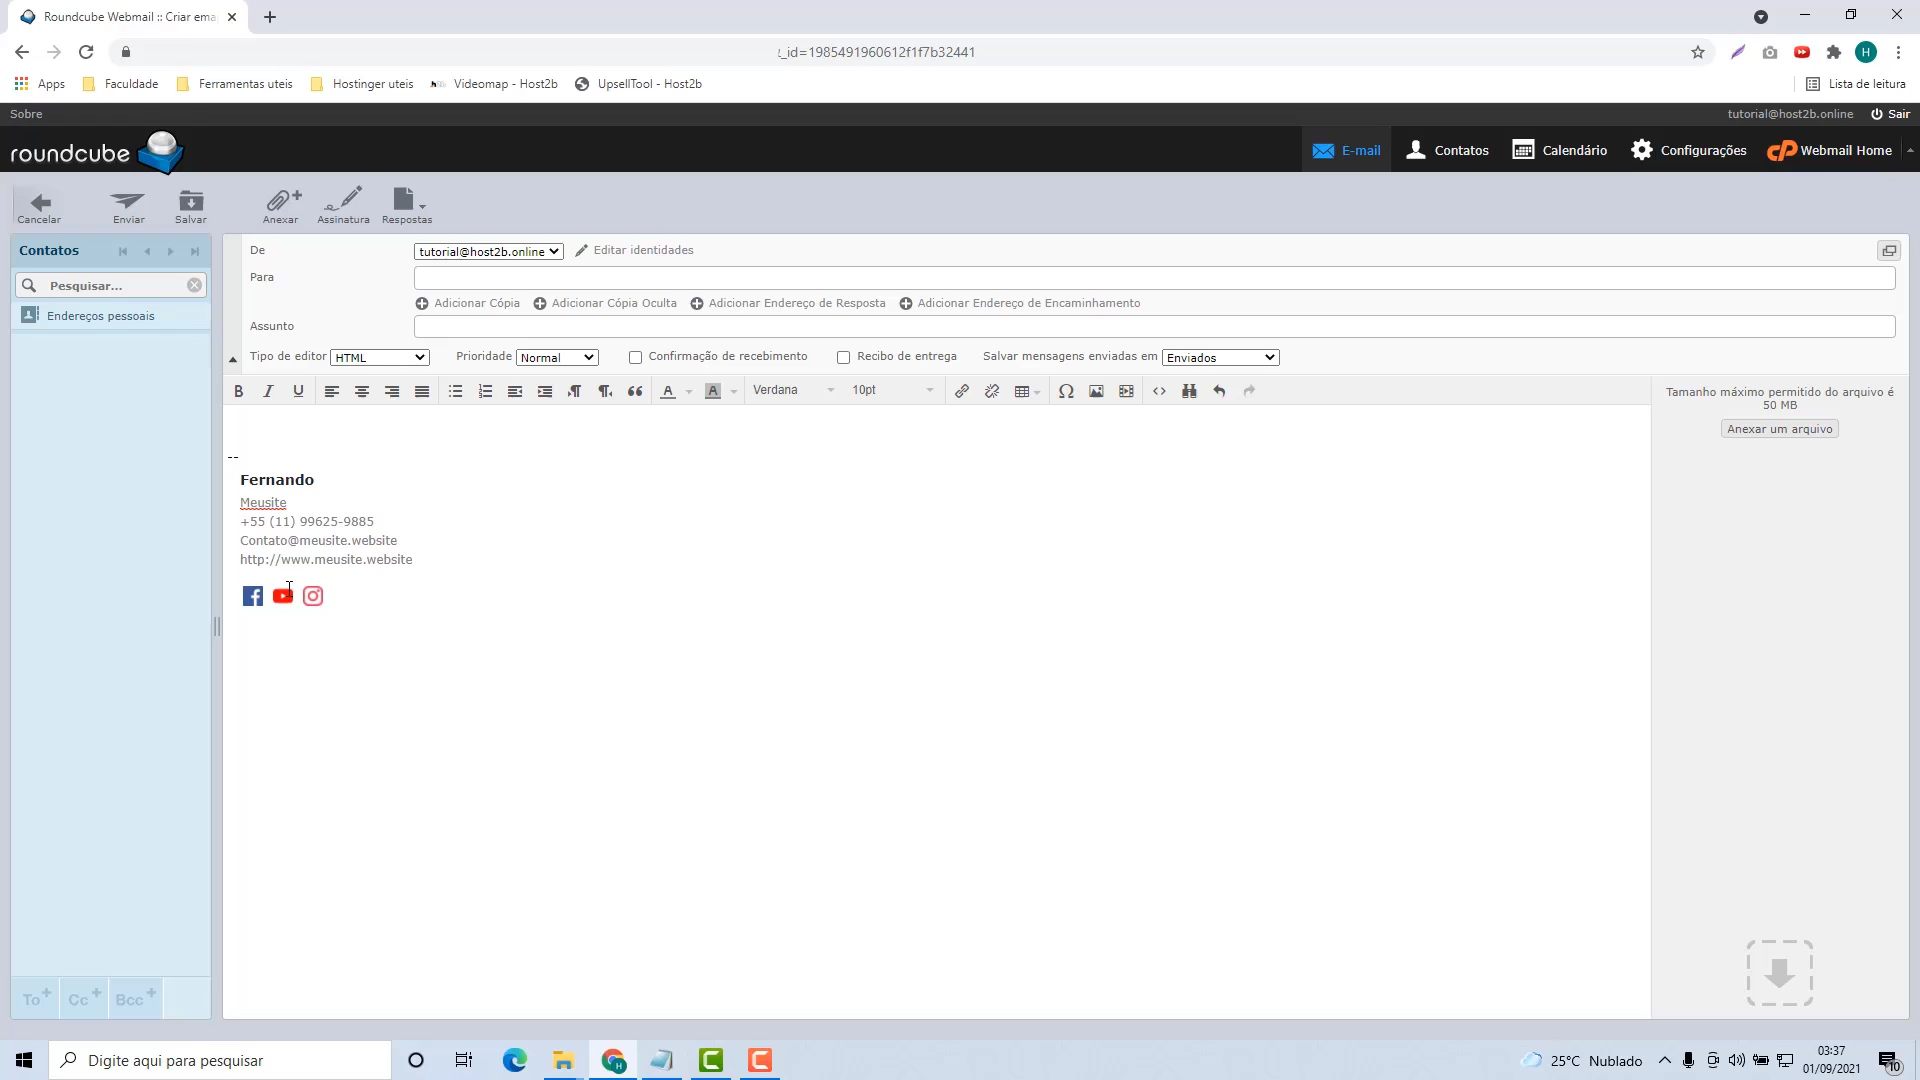 Roundcube Webmail :: Criar ema
:_id=1985491960612f1f7b32441
H
Apps
Faculdade
Ferramentas uteis
Hostinger uteis
Videomap - Host2b
UpsellTool - Host2b
Lista de leitura
Sobre
tutorial@host2b.online
Sair
roundcube
E-mail
Contatos
Calendário
Configurações
cP Webmail Home
Cancelar
Enviar
Salvar
Anexar
Assinatura
Respostas
Contatos
Pesquisar...
Endereços pessoais
De
tutorial@host2b.online
Editar identidades
Para
Adicionar Cópia
Adicionar Cópia Oculta
Adicionar Endereço de Resposta
Adicionar Endereço de Encaminhamento
Assunto
Tipo de editor HTML
Prioridade Normal
Confirmação de recebimento
Recibo de entrega
Salvar mensagens enviadas em Enviados
B I U
A A Verdana 10pt
Tamanho máximo permitido do arquivo é
50 MB
Anexar um arquivo
--
Fernando
Meusite
+55 (11) 99625-9885
Contato@meusite.website
http://www.meusite.website
To+ Cc+ Bcc+
Digite aqui para pesquisar
25°C Nublado
03:37
01/09/2021
10